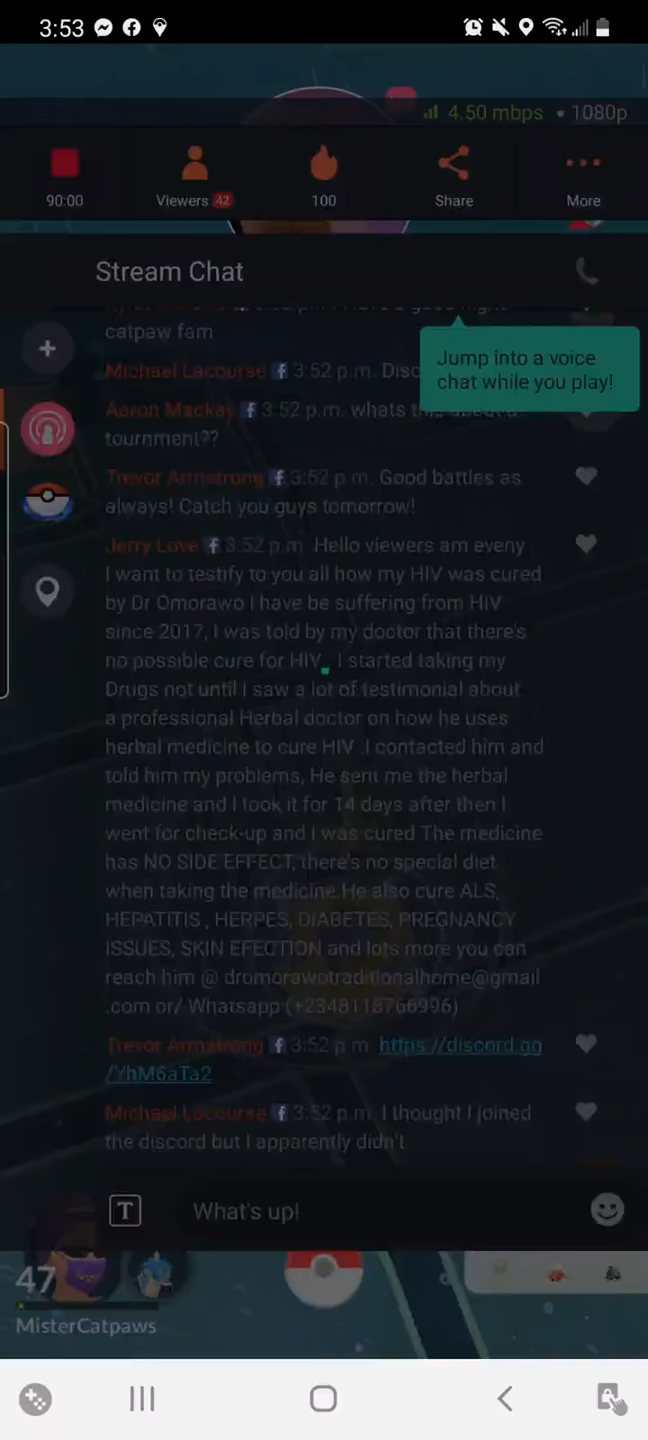 3:53
4.50 mbps • 1080p
90:00
Viewers 42
100
Share
More
Stream Chat
catpaw fam
Jump into a voice
chat while you play!
Michael Lacourse 3:52 p.m. Disc
Aaron Mackay 3:52 p.m. whats this about a
tournment??
Trevor Armstrong 3:52 p.m. Good battles as
always! Catch you guys tomorrow!
Jerry Love 3:52 p.m. Hello viewers am eveny
I want to testify to you all how my HIV was cured
by Dr Omorawo I have be suffering from HIV
since 2017, I was told by my doctor that there's
no possible cure for HIV, I started taking my
Drugs not until I saw a lot of testimonial about
a professional Herbal doctor on how he uses
herbal medicine to cure HIV .I contacted him and
told him my problems, He sent me the herbal
medicine and I took it for 14 days after then I
went for check-up and I was cured The medicine
has NO SIDE EFFECT, there's no special diet
when taking the medicine.He also cure ALS,
HEPATITIS , HERPES, DIABETES, PREGNANCY
ISSUES, SKIN EFECTION and lots more you can
reach him @ dromorawotraditionalhome@gmail
.com or/ Whatsapp (+2348118766996)
Trevor Armstrong 3:52 p.m. https://discord.gg
/YhM6aTa2
Michael Lacourse 3:52 p.m. I thought I joined
the discord but I apparently didn't
T What's up!
47
MisterCatpaws